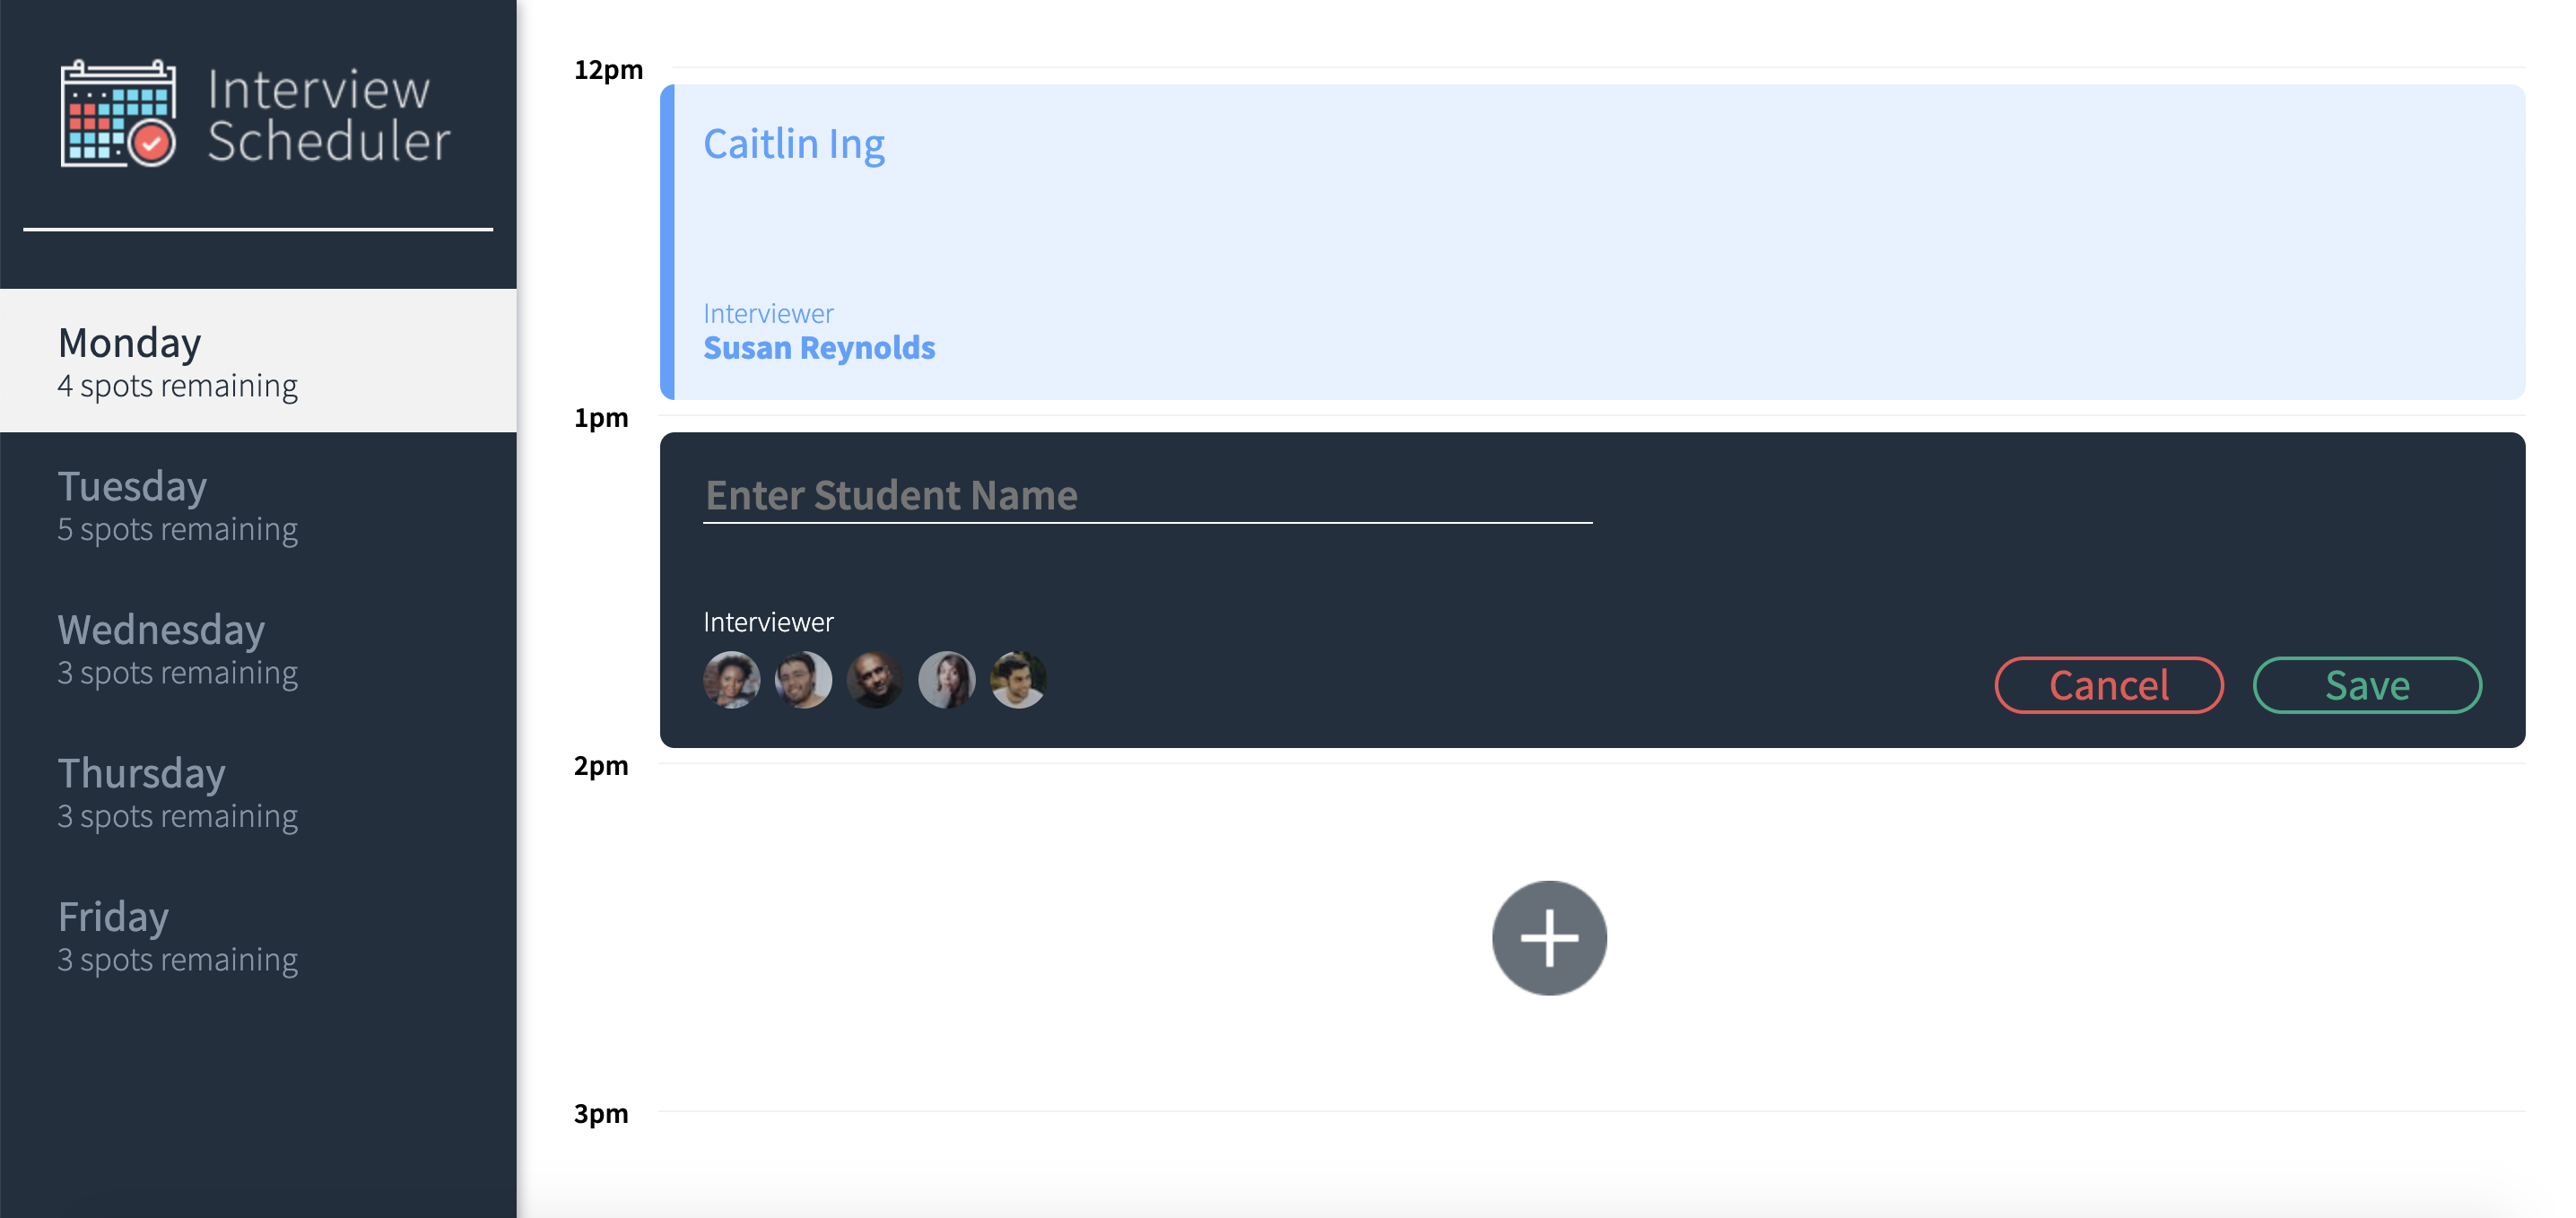 Interview
Scheduler
Monday
4 spots remaining
Tuesday
5 spots remaining
Wednesday
3 spots remaining
Thursday
3 spots remaining
Friday
3 spots remaining
12pm
Caitlin Ing
Interviewer
Susan Reynolds
1pm
Enter Student Name
Interviewer
Cancel
Save
2pm
3pm